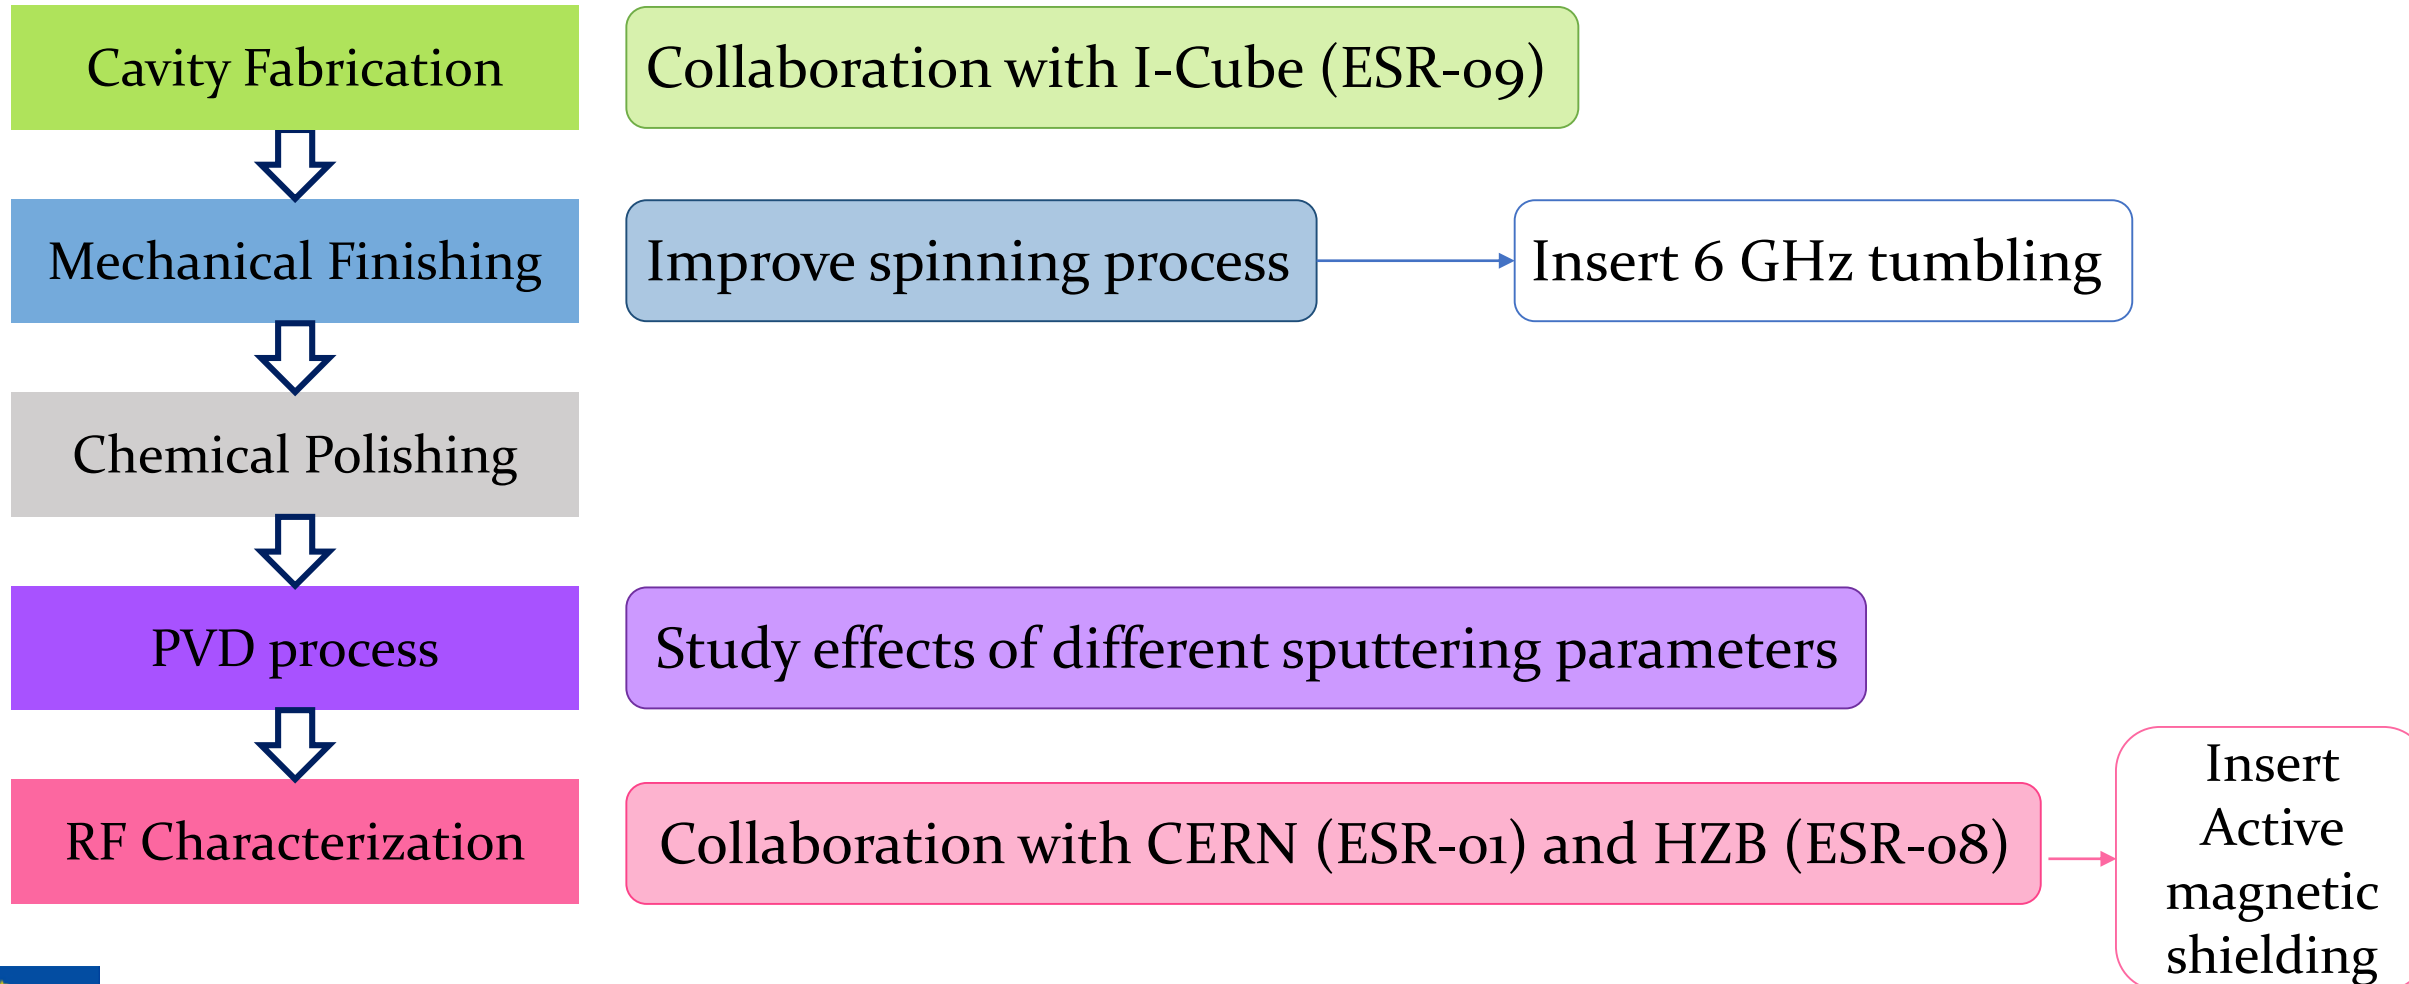 Cavity Fabrication
Collaboration with I-Cube (ESR-09)
Mechanical Finishing
Improve spinning process
Insert 6 GHz tumbling
Chemical Polishing
PVD process
Study effects of different sputtering parameters
RF Characterization
Collaboration with CERN (ESR-01) and HZB (ESR-08)
Insert
Active
magnetic
shielding